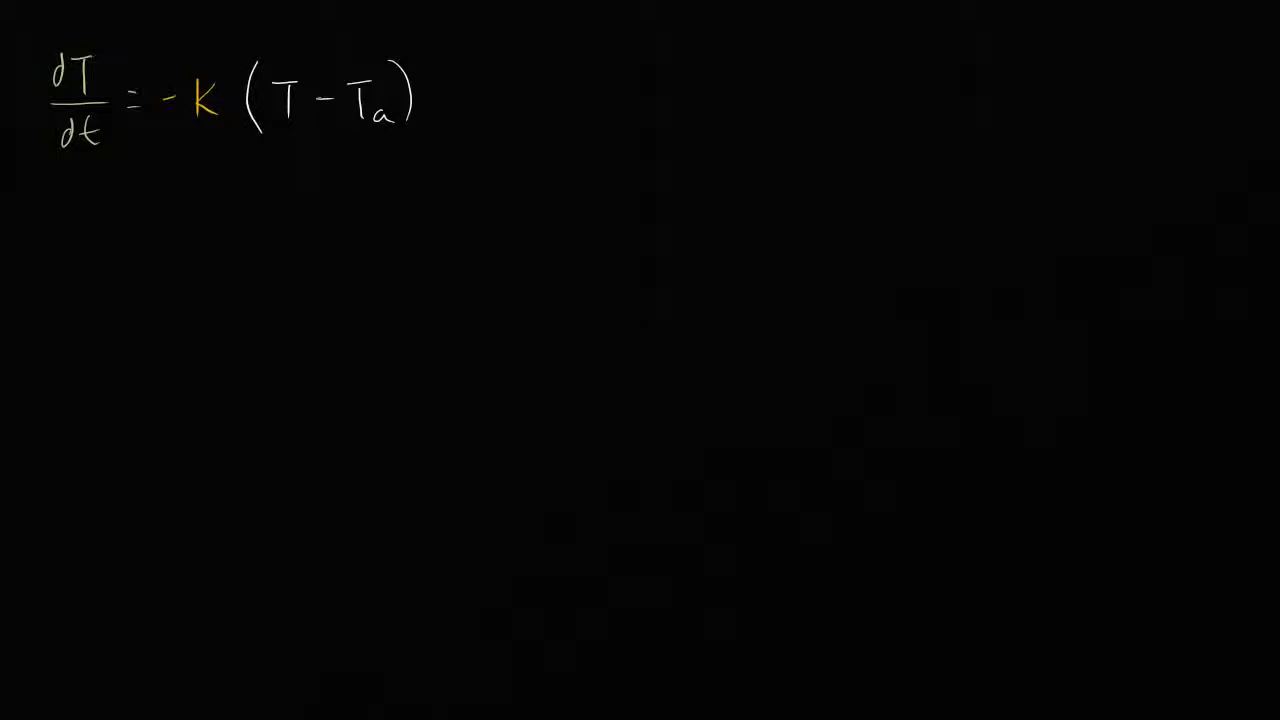 dT/dt = -K (T - Tₐ)